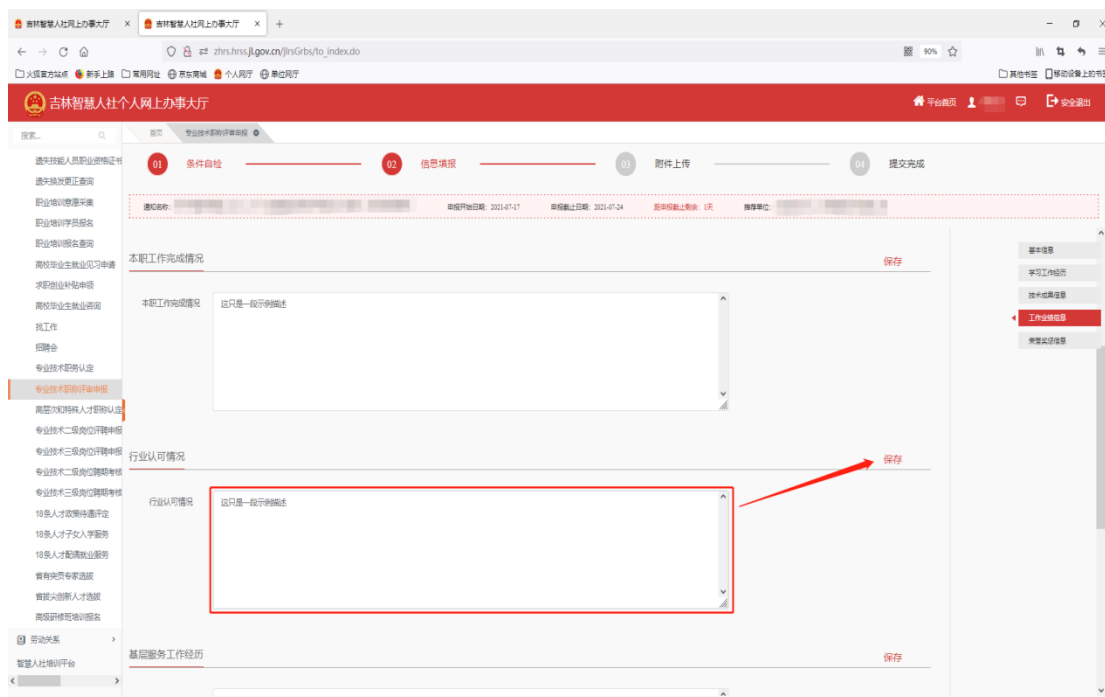 吉林智慧人社网上办事大厅
吉林智慧人社网上办事大厅
zhrs.hrss.jl.gov.cn/jlrsGrbs/to_index.do
90%
火狐官方站点
新手上路
常用网址
京东商城
个人网厅
单位网厅
其他书签
移动设备上的书签
吉林智慧人社个人网上办事大厅
平台首页
安全退出
搜索...
首页
专业技术职称评审申报
遗失技能人员职业资格证书
遗失换发更正查询
职业培训意愿采集
职业培训学员报名
职业培训报名查询
高校毕业生就业见习申请
求职创业补贴申领
高校毕业生就业咨询
找工作
招聘会
专业技术职务认定
专业技术职称评审申报
高层次和特殊人才职称认定
专业技术二级岗位评聘申报
专业技术三级岗位评聘申报
专业技术二级岗位聘期考核
专业技术三级岗位聘期考核
18条人才政策待遇评定
18条人才子女入学服务
18条人才配偶就业服务
省有突贡专家选拔
省拔尖创新人才选拔
高级研修班培训报名
劳动关系
智慧人社培训平台
01 条件自检
02 信息填报
03 附件上传
04 提交完成
通知名称：
申报开始日期：2021-07-17
申报截止日期：2021-07-24
距申报截止剩余：1天
推荐单位：
本职工作完成情况
保存
本职工作完成情况
这只是一段示例描述
行业认可情况
保存
行业认可情况
这只是一段示例描述
基层服务工作经历
保存
基本信息
学习工作经历
技术成果信息
工作业绩信息
荣誉奖惩信息